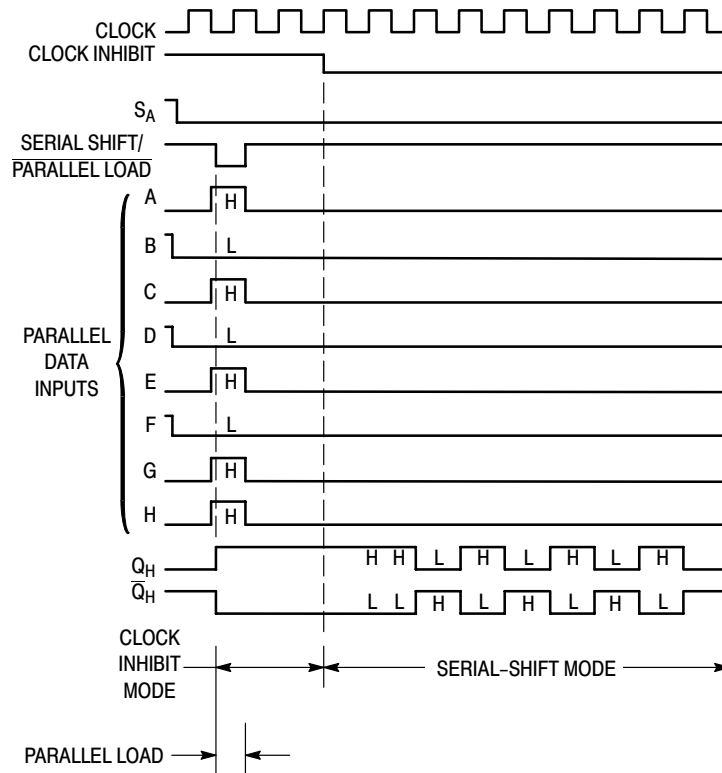 CLOCK
CLOCK INHIBIT
SA
SERIAL SHIFT/
PARALLEL LOAD
A H
B L
C H
D L
E H
F L
G H
H H
PARALLEL
DATA
INPUTS
QH H H L H L H L H
QH L L H L H L H L
CLOCK
INHIBIT
MODE
SERIAL–SHIFT MODE
PARALLEL LOAD